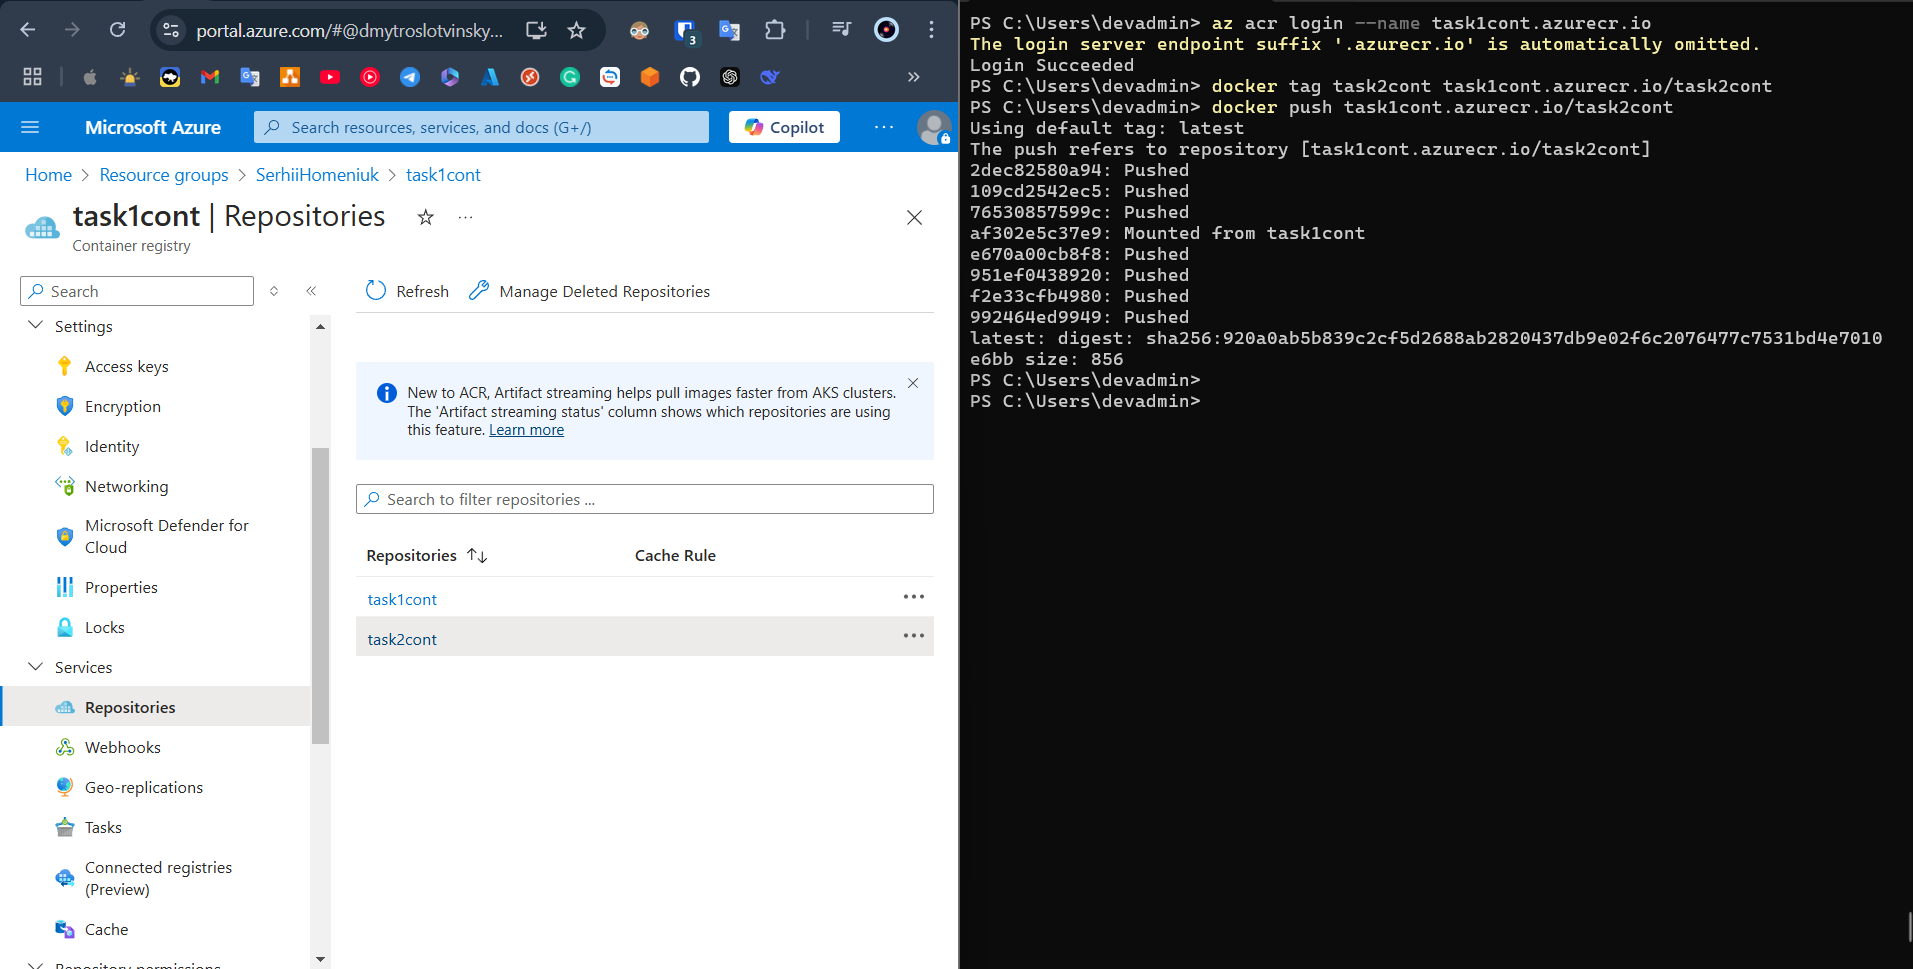 portal.azure.com/#@dmytroslotvinsky...
3
Microsoft Azure
Search resources, services, and docs (G+/)
Copilot
Home > Resource groups > SerhiiHomeniuk > task1cont
task1cont | Repositories
Container registry
Search
Settings
Access keys
Encryption
Identity
Networking
Microsoft Defender for
Cloud
Properties
Locks
Services
Repositories
Webhooks
Geo-replications
Tasks
Connected registries
(Preview)
Cache
Repository permissions
Refresh
Manage Deleted Repositories
New to ACR, Artifact streaming helps pull images faster from AKS clusters.
The 'Artifact streaming status' column shows which repositories are using
this feature. Learn more
Search to filter repositories ...
Repositories Cache Rule
task1cont
task2cont
PS C:\Users\devadmin> az acr login --name task1cont.azurecr.io
The login server endpoint suffix '.azurecr.io' is automatically omitted.
Login Succeeded
PS C:\Users\devadmin> docker tag task2cont task1cont.azurecr.io/task2cont
PS C:\Users\devadmin> docker push task1cont.azurecr.io/task2cont
Using default tag: latest
The push refers to repository [task1cont.azurecr.io/task2cont]
2dec82580a94: Pushed
109cd2542ec5: Pushed
76530857599c: Pushed
af302e5c37e9: Mounted from task1cont
e670a00cb8f8: Pushed
951ef0438920: Pushed
f2e33cfb4980: Pushed
992464ed9949: Pushed
latest: digest: sha256:920a0ab5b839c2cf5d2688ab2820437db9e02f6c2076477c7531bd4e7010
e6bb size: 856
PS C:\Users\devadmin>
PS C:\Users\devadmin>